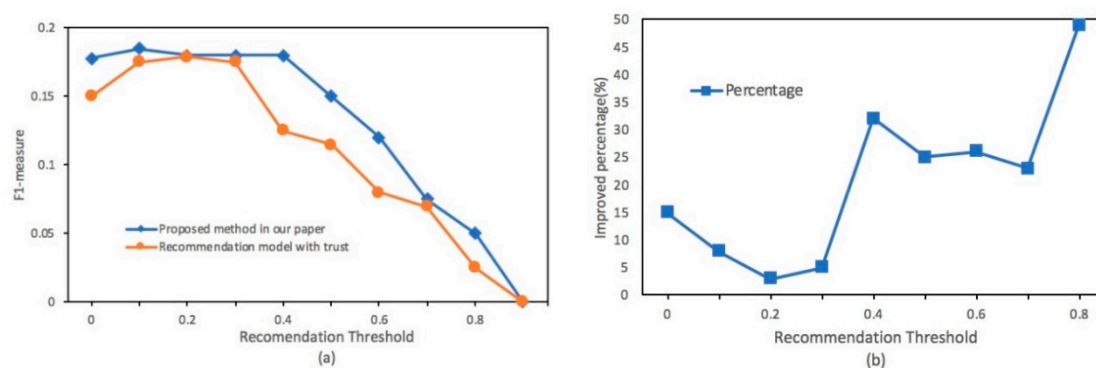 0.2
0.15
0.1
0.05
0
F1-measure
Proposed method in our paper
Recommendation model with trust
0 0.2 0.4 0.6 0.8
Recomendation Threshold
(a)
50
45
40
35
30
25
20
15
10
5
0
Improved percentage(%)
Percentage
0 0.2 0.4 0.6 0.8
Recommendation Threshold
(b)